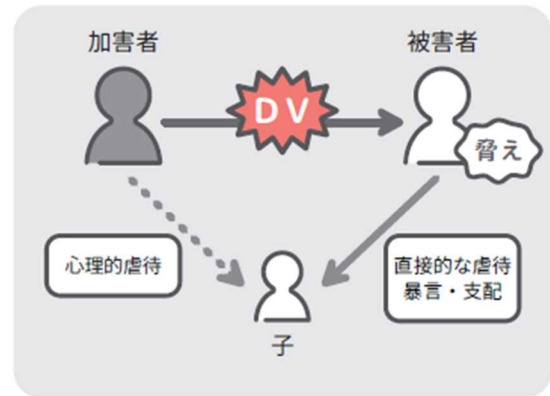 加害者
被害者
DV
脅え
心理的虐待
直接的な虐待
暴言・支配
子